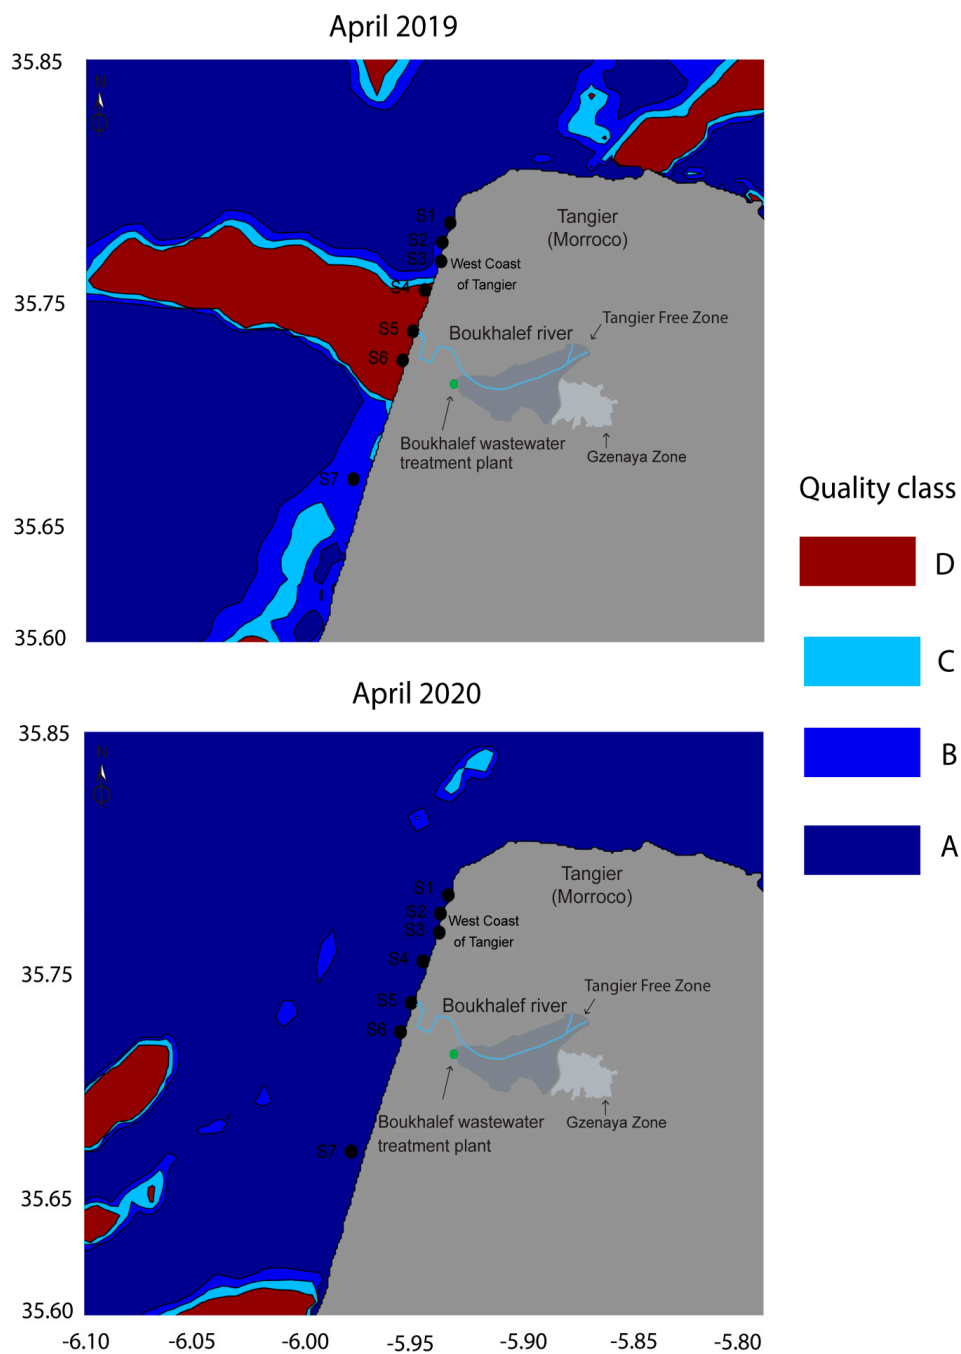 April 2019
35.85
N
S1
Tangier
(Morroco)
S2
S3
West Coast
of Tangier
S4
35.75
S5
Boukhalef river
Tangier Free Zone
S6
Boukhalef wastewater
treatment plant
Gzenaya Zone
S7
35.65
35.60
Quality class
D
C
B
A
April 2020
35.85
N
S1
Tangier
(Morroco)
S2
S3
West Coast
of Tangier
S4
35.75
S5
Boukhalef river
Tangier Free Zone
S6
Boukhalef wastewater
treatment plant
Gzenaya Zone
S7
35.65
35.60
-6.10 -6.05 -6.00 -5.95 -5.90 -5.85 -5.80